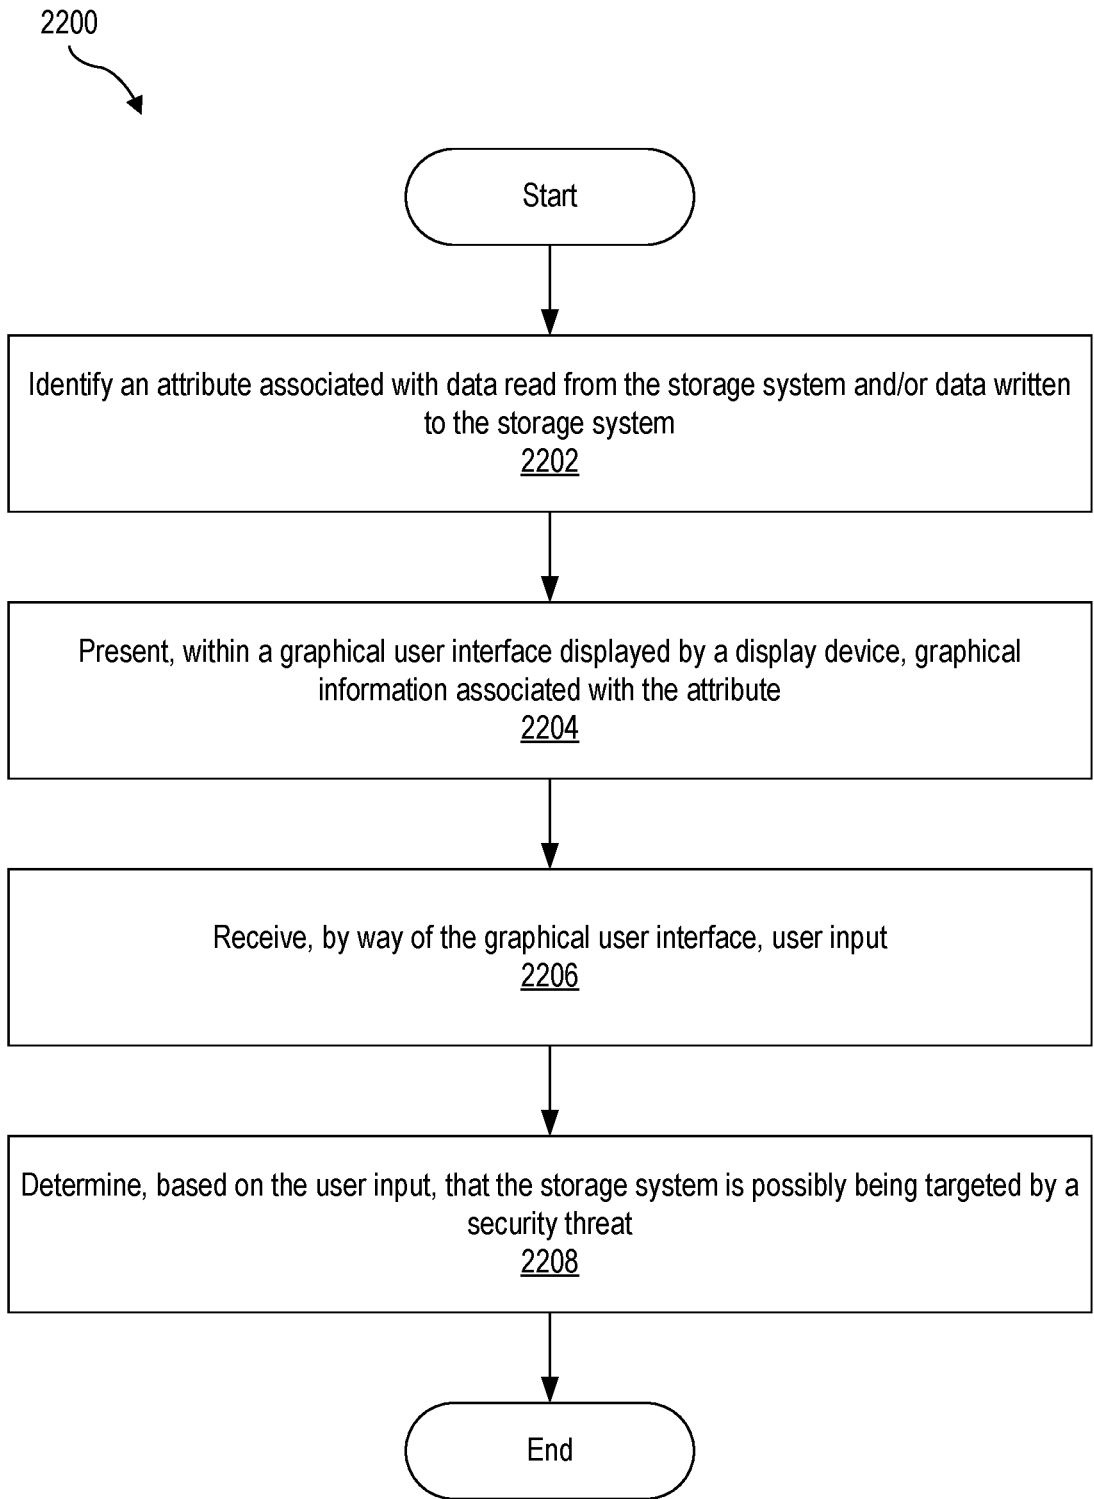 2200
Start
Identify an attribute associated with data read from the storage system and/or data written
to the storage system
2202
Present, within a graphical user interface displayed by a display device, graphical
information associated with the attribute
2204
Receive, by way of the graphical user interface, user input
2206
Determine, based on the user input, that the storage system is possibly being targeted by a
security threat
2208
End